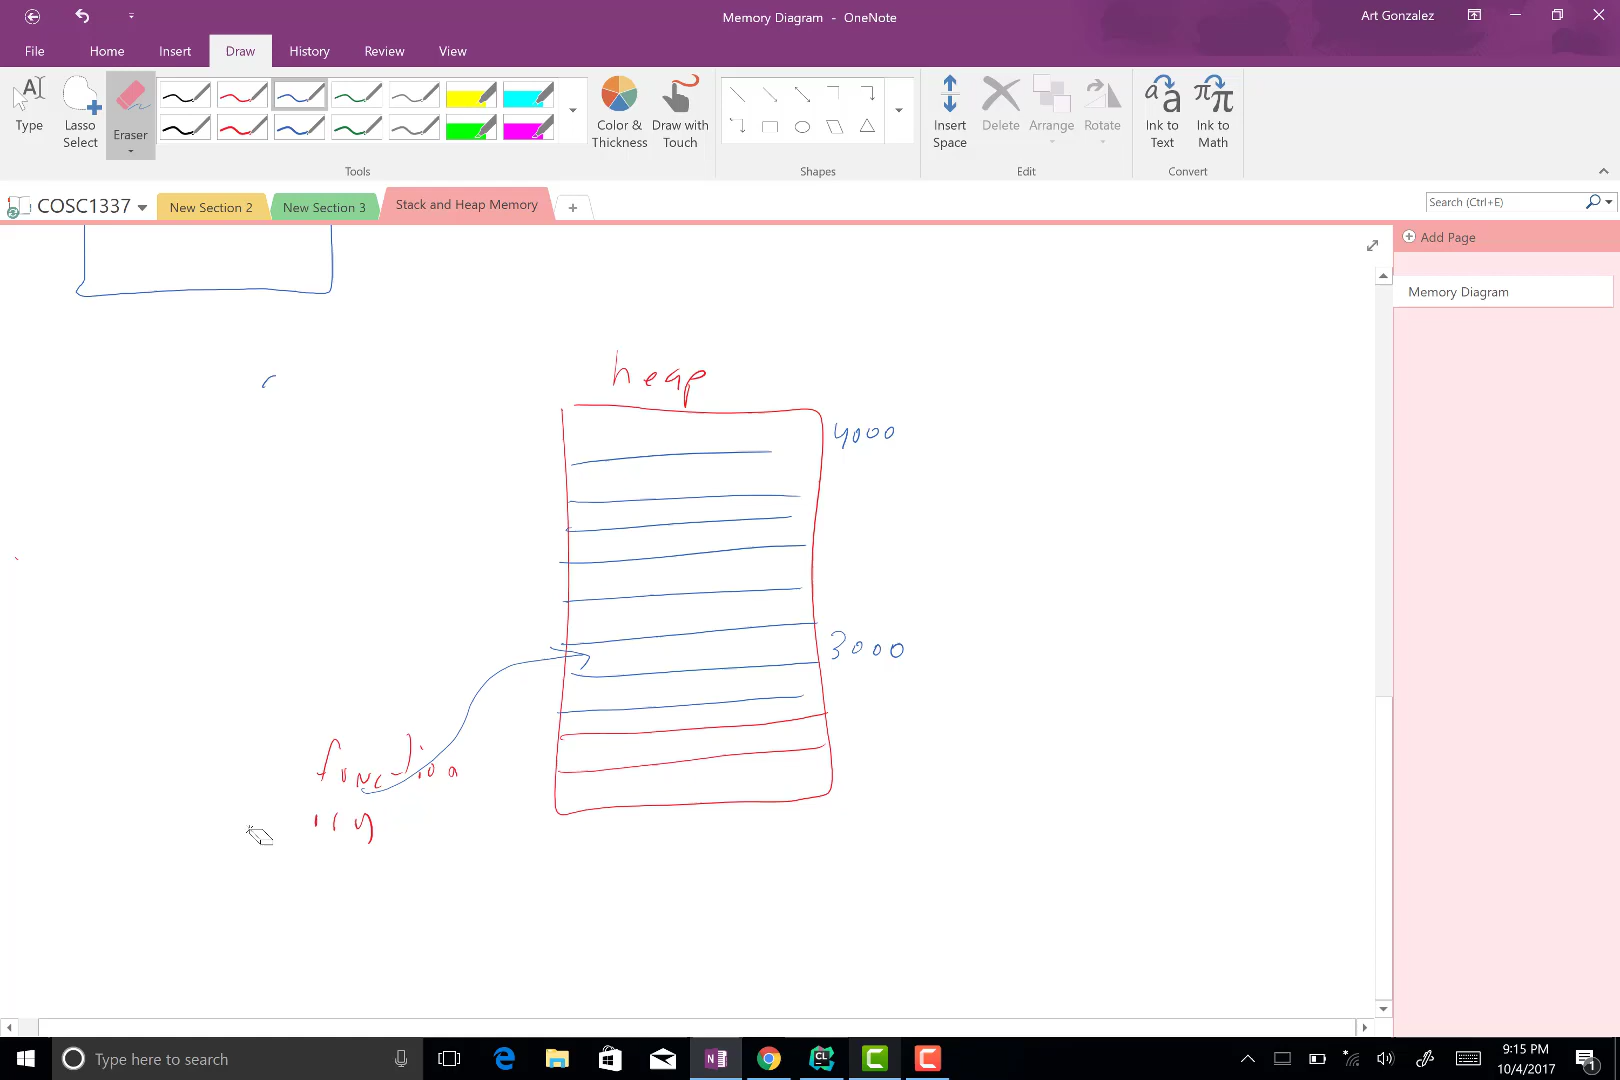 Memory Diagram - OneNote
Art Gonzalez
File
Home
Insert
Draw
History
Review
View
Type
Lasso Select
Eraser
Color & Thickness
Draw with Touch
Insert Space
Delete
Arrange
Rotate
Ink to Text
Ink to Math
Tools
Shapes
Edit
Convert
COSC1337
New Section 2
New Section 3
Stack and Heap Memory
Search (Ctrl+E)
Add Page
Memory Diagram
heap
4000
3000
function
Type here to search
9:15 PM
10/4/2017